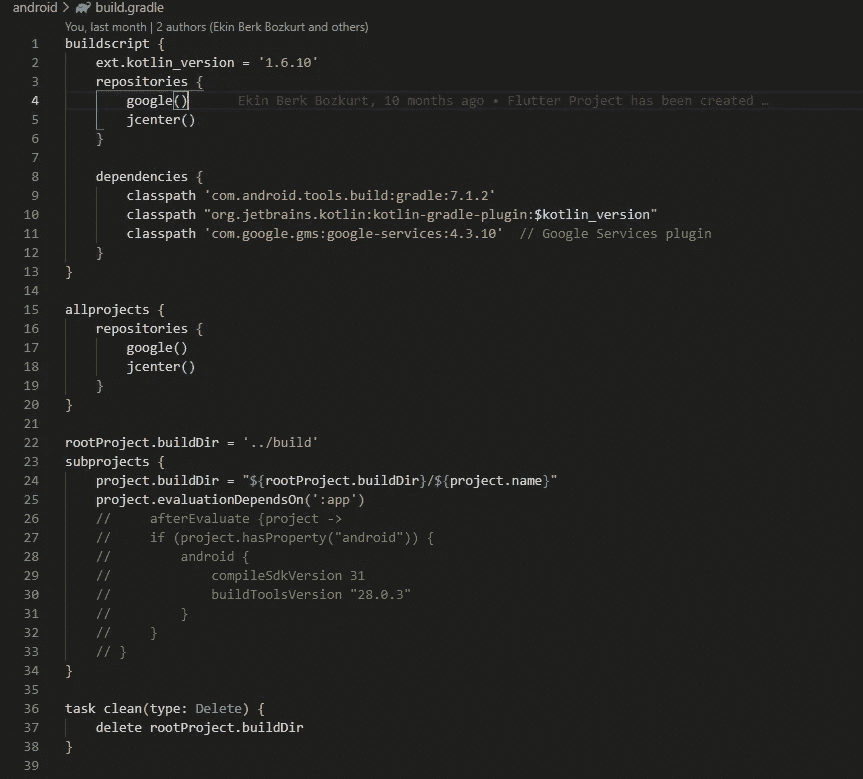 android > build.gradle
You, last month | 2 authors (Ekin Berk Bozkurt and others)
1 buildscript {
2     ext.kotlin_version = '1.6.10'
3     repositories {
4         google()     Ekin Berk Bozkurt, 10 months ago • Flutter Project has been created …
5         jcenter()
6     }
7
8     dependencies {
9         classpath 'com.android.tools.build:gradle:7.1.2'
10         classpath "org.jetbrains.kotlin:kotlin-gradle-plugin:$kotlin_version"
11         classpath 'com.google.gms:google-services:4.3.10'  // Google Services plugin
12     }
13 }
14
15 allprojects {
16     repositories {
17         google()
18         jcenter()
19     }
20 }
21
22 rootProject.buildDir = '../build'
23 subprojects {
24     project.buildDir = "${rootProject.buildDir}/${project.name}"
25     project.evaluationDependsOn(':app')
26     //     afterEvaluate {project ->
27     //     if (project.hasProperty("android")) {
28     //         android {
29     //             compileSdkVersion 31
30     //             buildToolsVersion "28.0.3"
31     //         }
32     //     }
33     // }
34 }
35
36 task clean(type: Delete) {
37     delete rootProject.buildDir
38 }
39